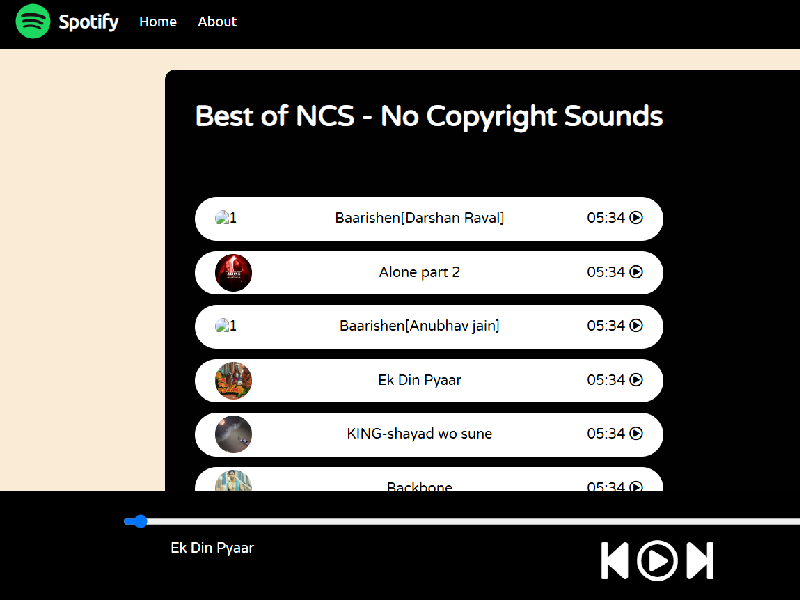 Spotify Home About
Best of NCS - No Copyright Sounds
1 Baarishen[Darshan Raval] 05:34
Alone part 2 05:34
1 Baarishen[Anubhav jain] 05:34
Ek Din Pyaar 05:34
KING-shayad wo sune 05:34
Backbone 05:34
Ek Din Pyaar